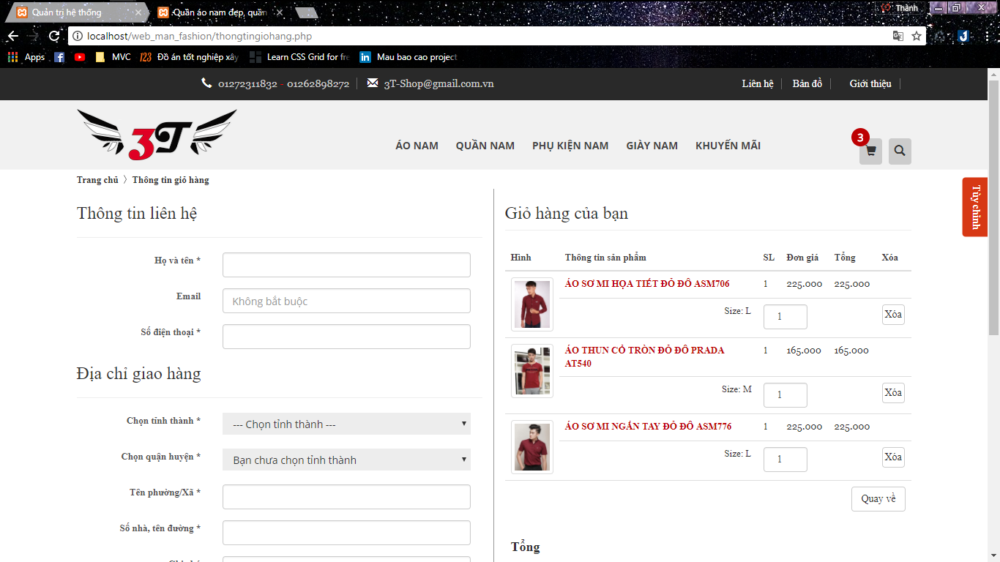 Quản trị hệ thống
Quần áo nam đẹp, quần
Thành
localhost/web_man_fashion/thongtingiohang.php
Apps
MVC
123 Đồ án tốt nghiệp xây
Learn CSS Grid for fre
in Mau bao cao project
01272311832 - 01262898272
3T-Shop@gmail.com.vn
Liên hệ
Bản đồ
Giới thiệu
3T
ÁO NAM
QUẦN NAM
PHỤ KIỆN NAM
GIÀY NAM
KHUYẾN MÃI
3
Trang chủ 〉 Thông tin giỏ hàng
Tùy chỉnh
Thông tin liên hệ
Họ và tên *
Email
Không bắt buộc
Số điện thoại *
Địa chỉ giao hàng
Chọn tỉnh thành *
--- Chọn tỉnh thành ---
Chọn quận huyện *
Bạn chưa chọn tỉnh thành
Tên phường/Xã *
Số nhà, tên đường *
Giỏ hàng của bạn
Hình Thông tin sản phẩm SL Đơn giá Tổng Xóa
ÁO SƠ MI HỌA TIẾT ĐỎ ĐÔ ASM706 1 225.000 225.000
Size: L 1 Xóa
ÁO THUN CỔ TRÒN ĐỎ ĐÔ PRADA 1 165.000 165.000
AT540
Size: M 1 Xóa
ÁO SƠ MI NGẮN TAY ĐỎ ĐÔ ASM776 1 225.000 225.000
Size: L 1 Xóa
Quay về
Tổng